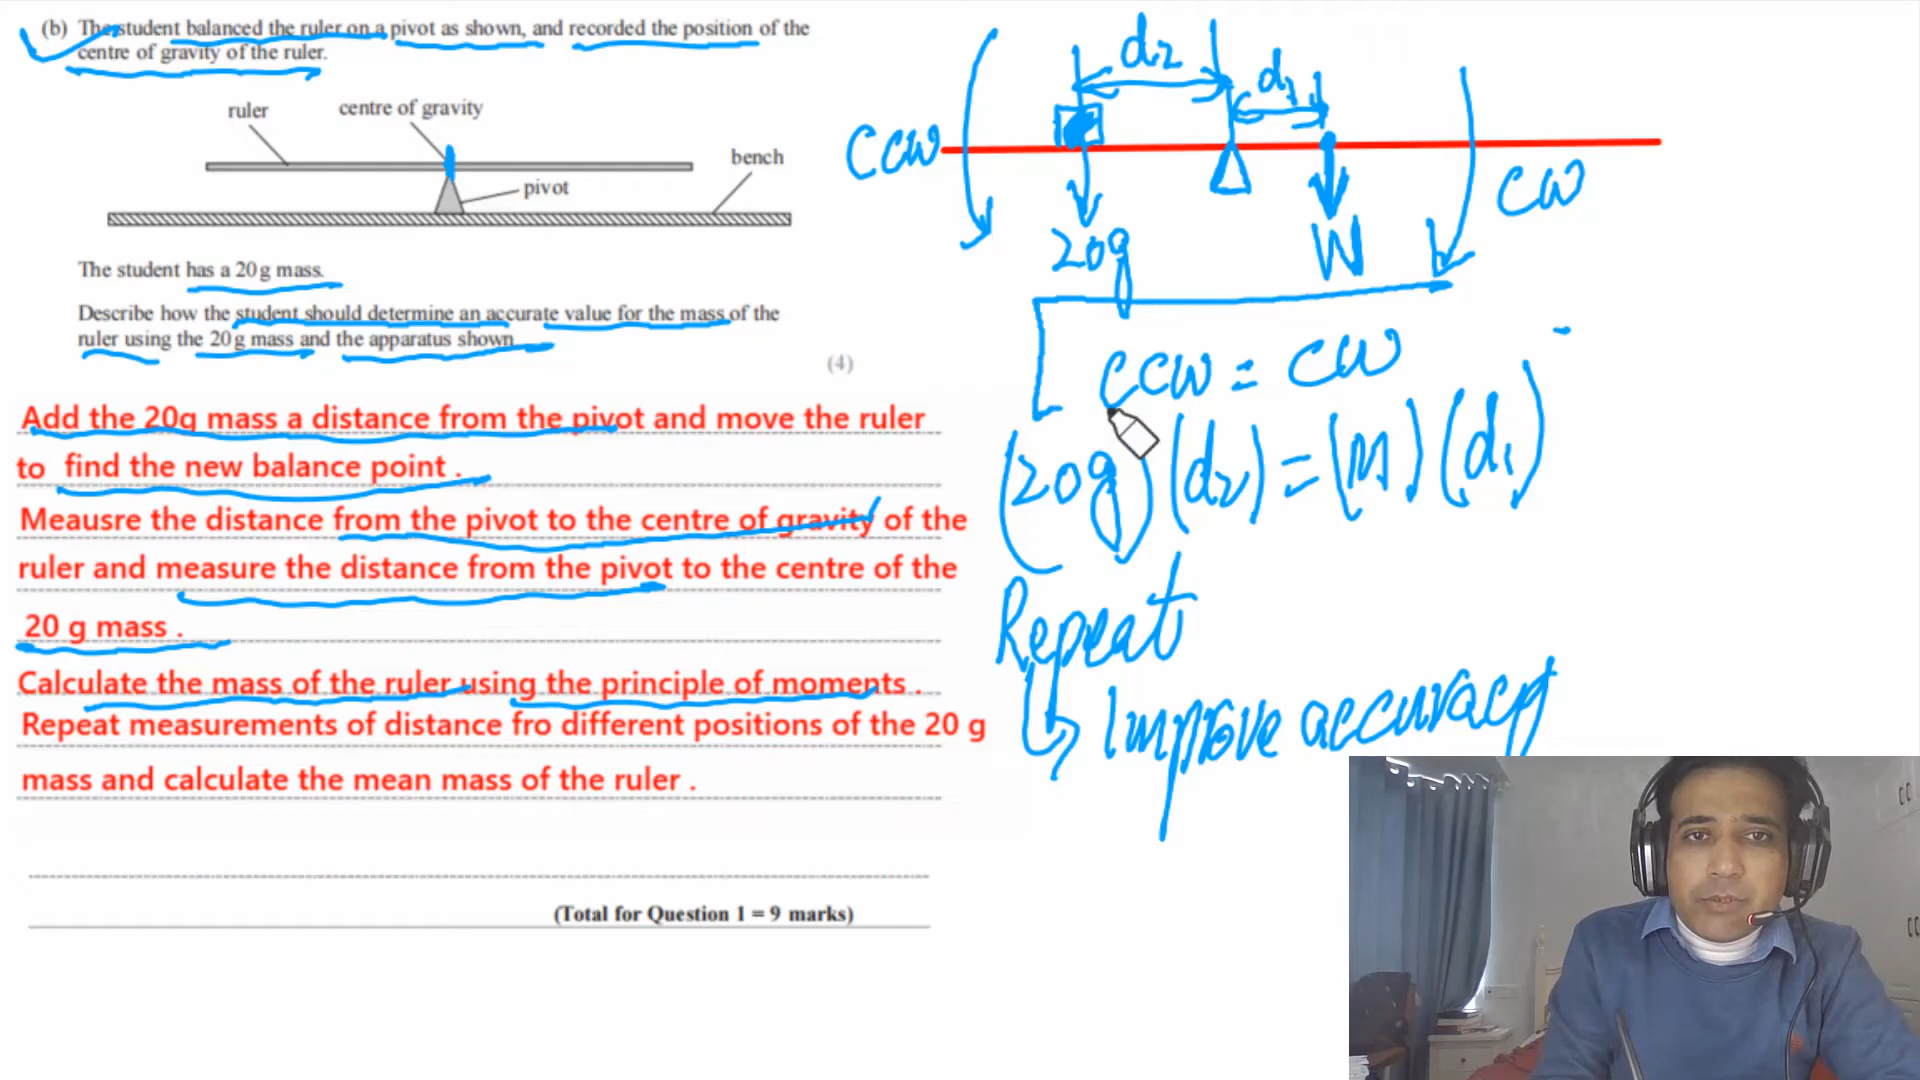 (b) The student balanced the ruler on a pivot as shown, and recorded the position of the
centre of gravity of the ruler.
ruler
centre of gravity
bench
pivot
The student has a 20 g mass.
Describe how the student should determine an accurate value for the mass of the
ruler using the 20 g mass and the apparatus shown
(4)
Add the 20g mass a distance from the pivot and move the ruler
to find the new balance point .
Meausre the distance from the pivot to the centre of gravity of the
ruler and measure the distance from the pivot to the centre of the
20 g mass .
Calculate the mass of the ruler using the principle of moments .
Repeat measurements of distance fro different positions of the 20 g
mass and calculate the mean mass of the ruler .
(Total for Question 1 = 9 marks)
d2
d1
CCW
CW
20g
W
CCW = CW
(20g) (d2) = (M) (d1)
Repeat
Improve accuracy